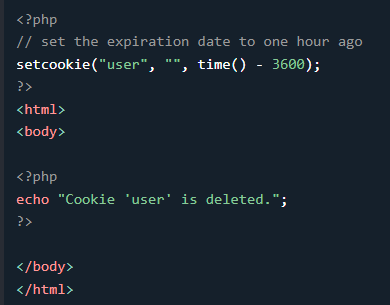 <?php
// set the expiration date to one hour ago
setcookie("user", "", time() - 3600);
?>
<html>
<body>

<?php
echo "Cookie 'user' is deleted.";
?>

</body>
</html>